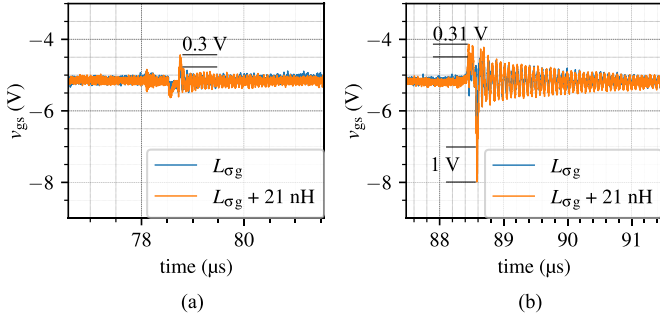 −4
−6
−8
v_gs (V)
0.3 V
L_σg
L_σg + 21 nH
78
80
time (µs)
(a)
−4
−6
−8
v_gs (V)
0.31 V
1 V
L_σg
L_σg + 21 nH
88
89
90
91
time (µs)
(b)